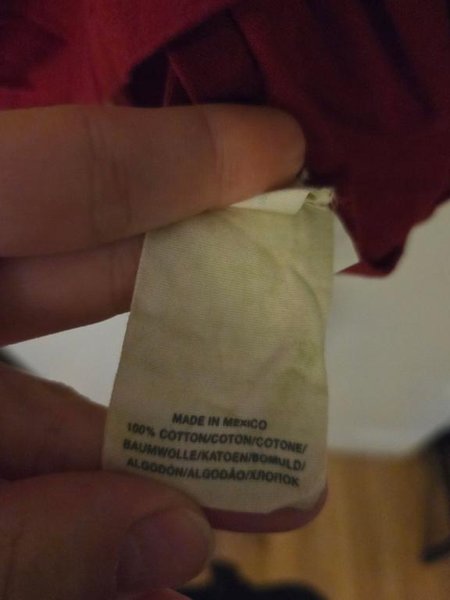 MADE IN MEXICO
100% COTTON/COTON/COTONE/
BAUMWOLLE/KATOEN/BOMULD/
ALGODÓN/ALGODÃO/ХЛОПОК